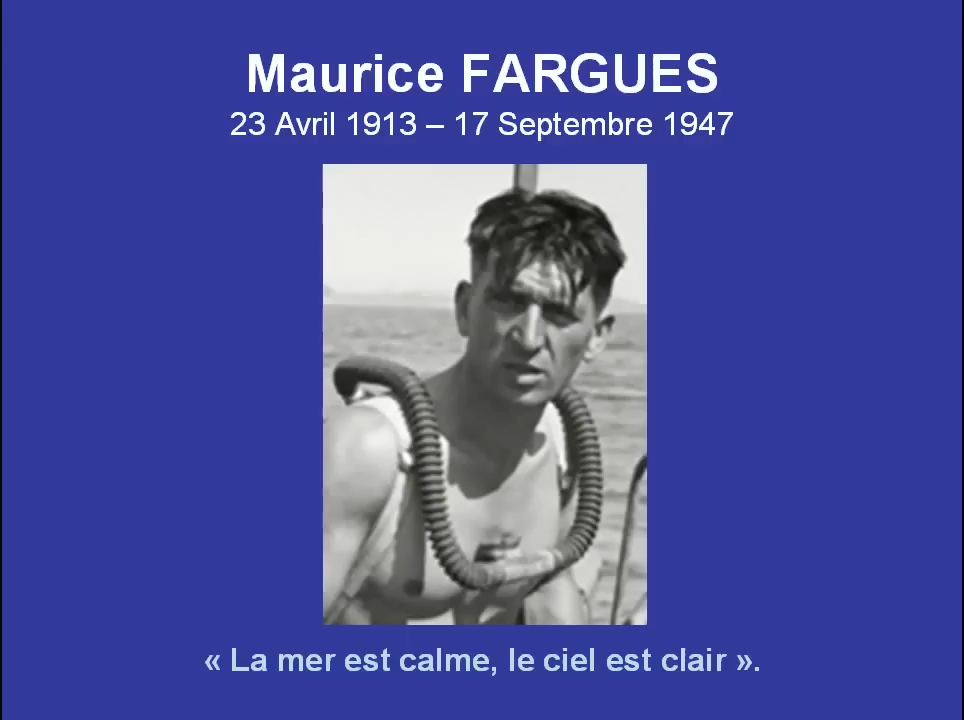 Maurice FARGUES
23 Avril 1913 – 17 Septembre 1947
« La mer est calme, le ciel est clair ».